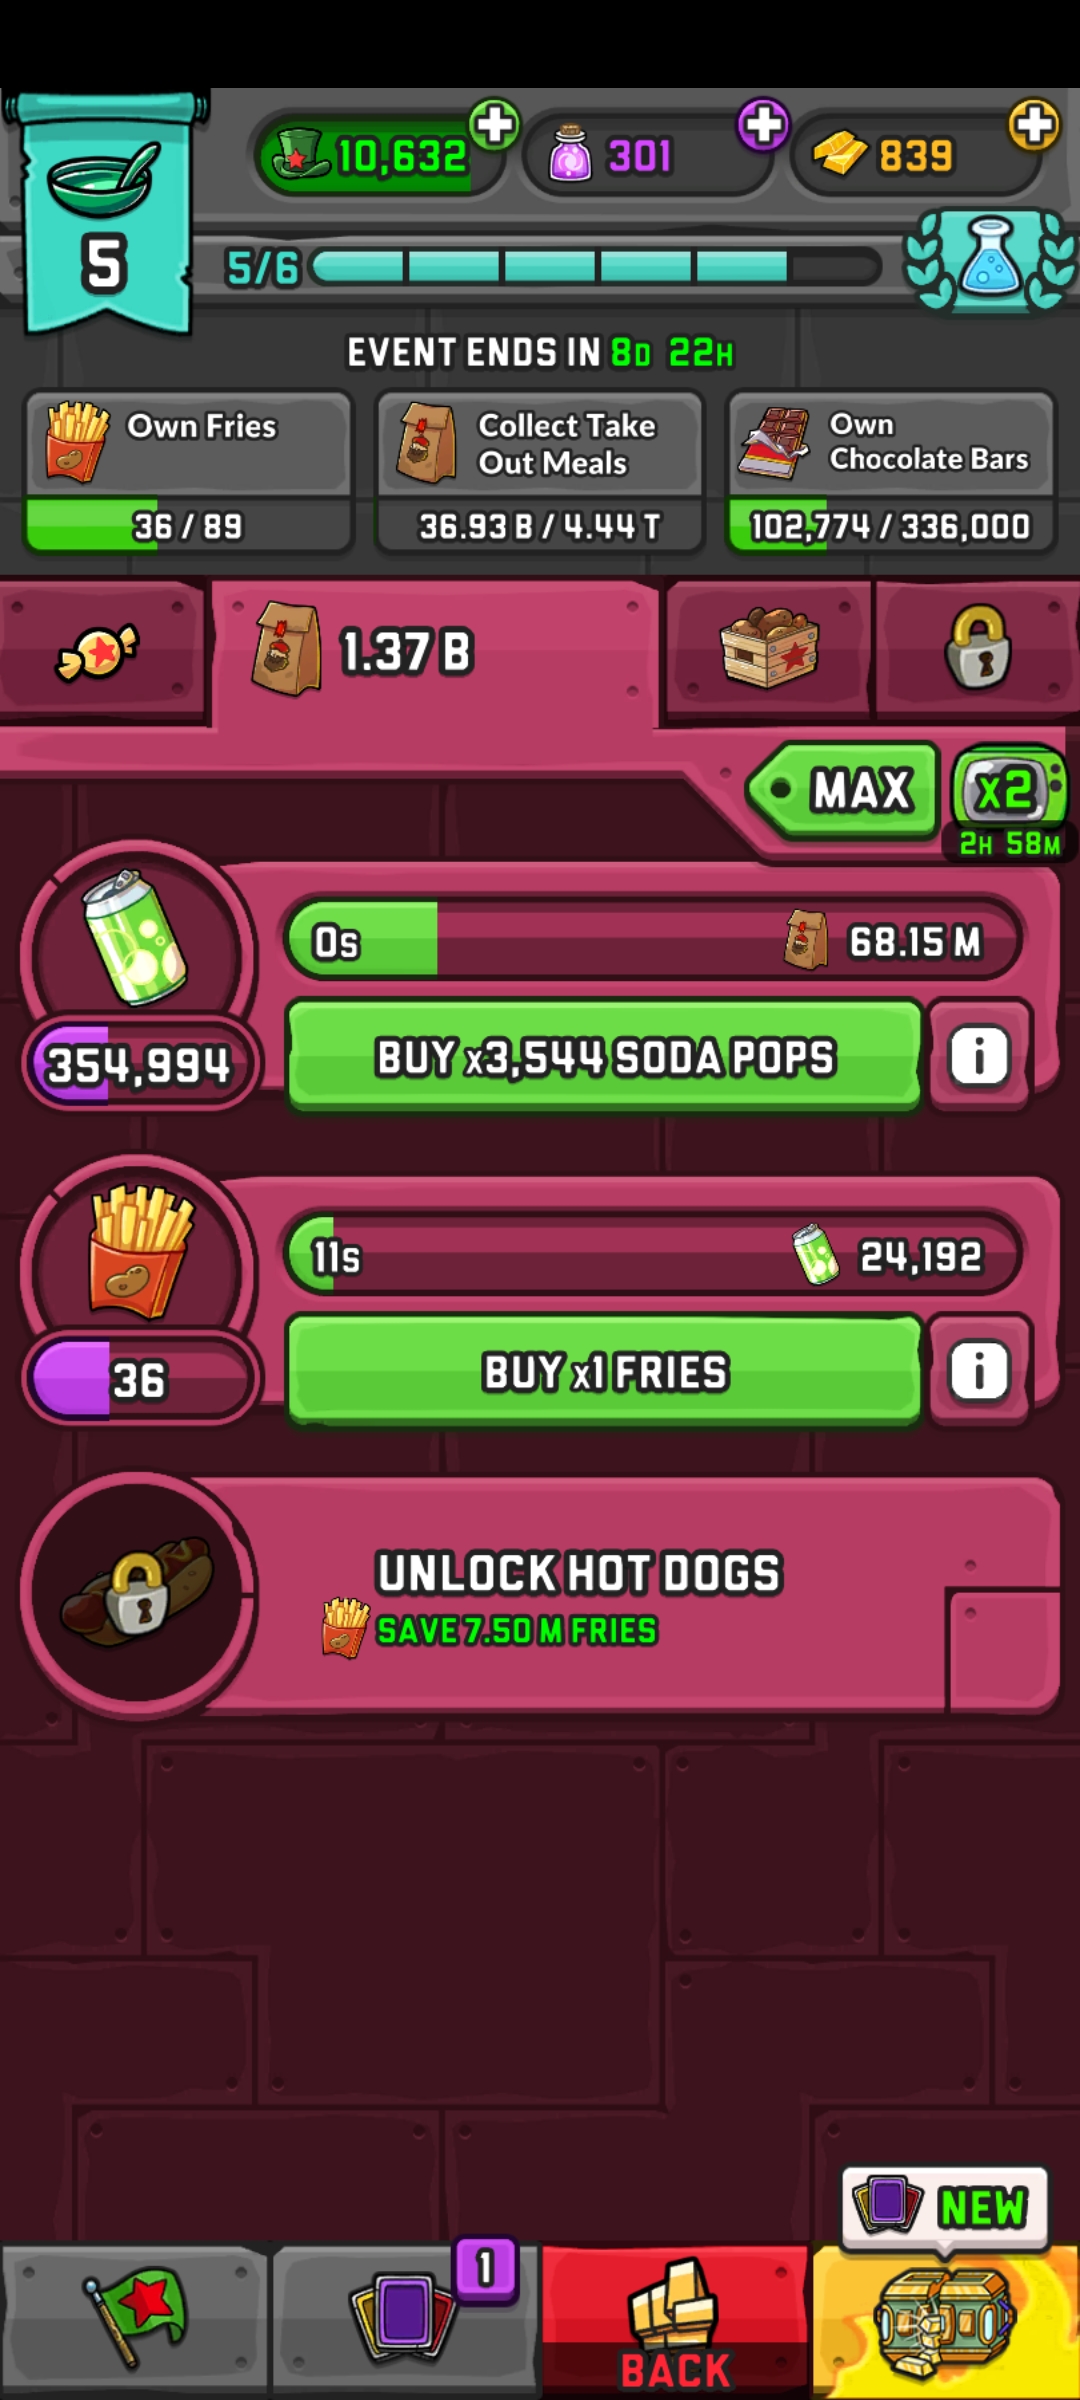 5
10,632
301
839
5/6
EVENT ENDS IN 8D 22H
Own Fries
36 / 89
Collect Take
Out Meals
36.93 B / 4.44 T
Own
Chocolate Bars
102,774 / 336,000
1.37 B
MAX
x2
2H 58M
0s
68.15 M
354,994
BUY x3,544 SODA POPS
i
11s
24,192
36
BUY x1 FRIES
i
UNLOCK HOT DOGS
SAVE 7.50 M FRIES
NEW
1
BACK